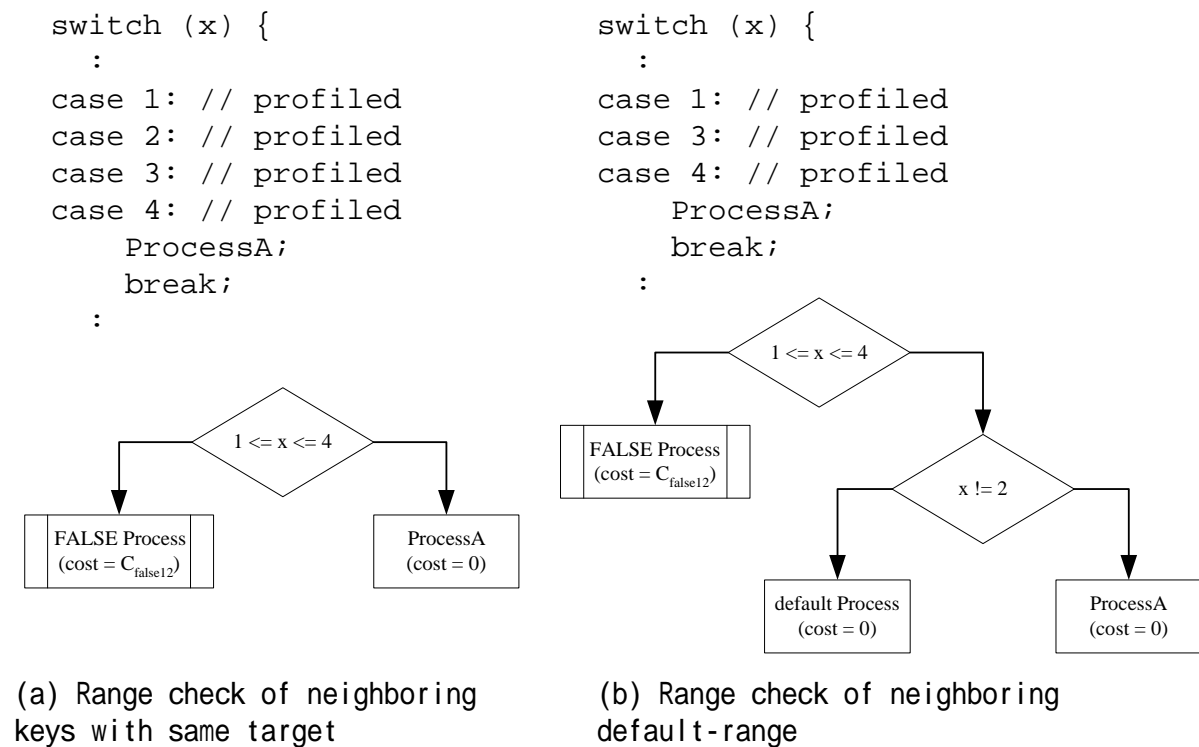 switch (x) {
:
case 1: // profiled
case 2: // profiled
case 3: // profiled
case 4: // profiled
ProcessA;
break;
:
1 <= x <= 4
FALSE Process
(cost = C_false12)
ProcessA
(cost = 0)
(a) Range check of neighboring
keys with same target
switch (x) {
:
case 1: // profiled
case 3: // profiled
case 4: // profiled
ProcessA;
break;
:
1 <= x <= 4
FALSE Process
(cost = C_false12)
x != 2
default Process
(cost = 0)
ProcessA
(cost = 0)
(b) Range check of neighboring
default-range